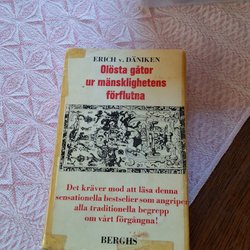 ERICH v. DÄNIKEN
Olösta gåtor
ur mänsklighetens
förflutna
Det kräver mod att läsa denna
sensationella bestseller som angriper
alla traditionella begrepp
om vårt förgångna!
BERGHS